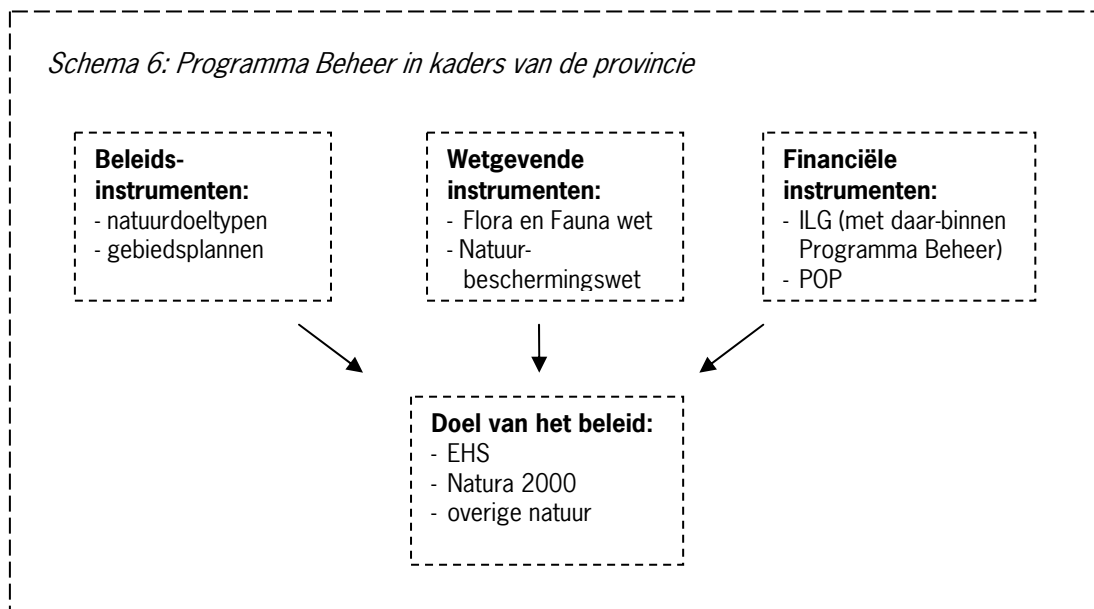 Schema 6: Programma Beheer in kaders van de provincie
Beleids-
instrumenten:
- natuurdoeltypen
- gebiedsplannen
Wetgevende
instrumenten:
- Flora en Fauna wet
- Natuur-
beschermingswet
Financiële
instrumenten:
- ILG (met daar-binnen
Programma Beheer)
- POP
Doel van het beleid:
- EHS
- Natura 2000
- overige natuur